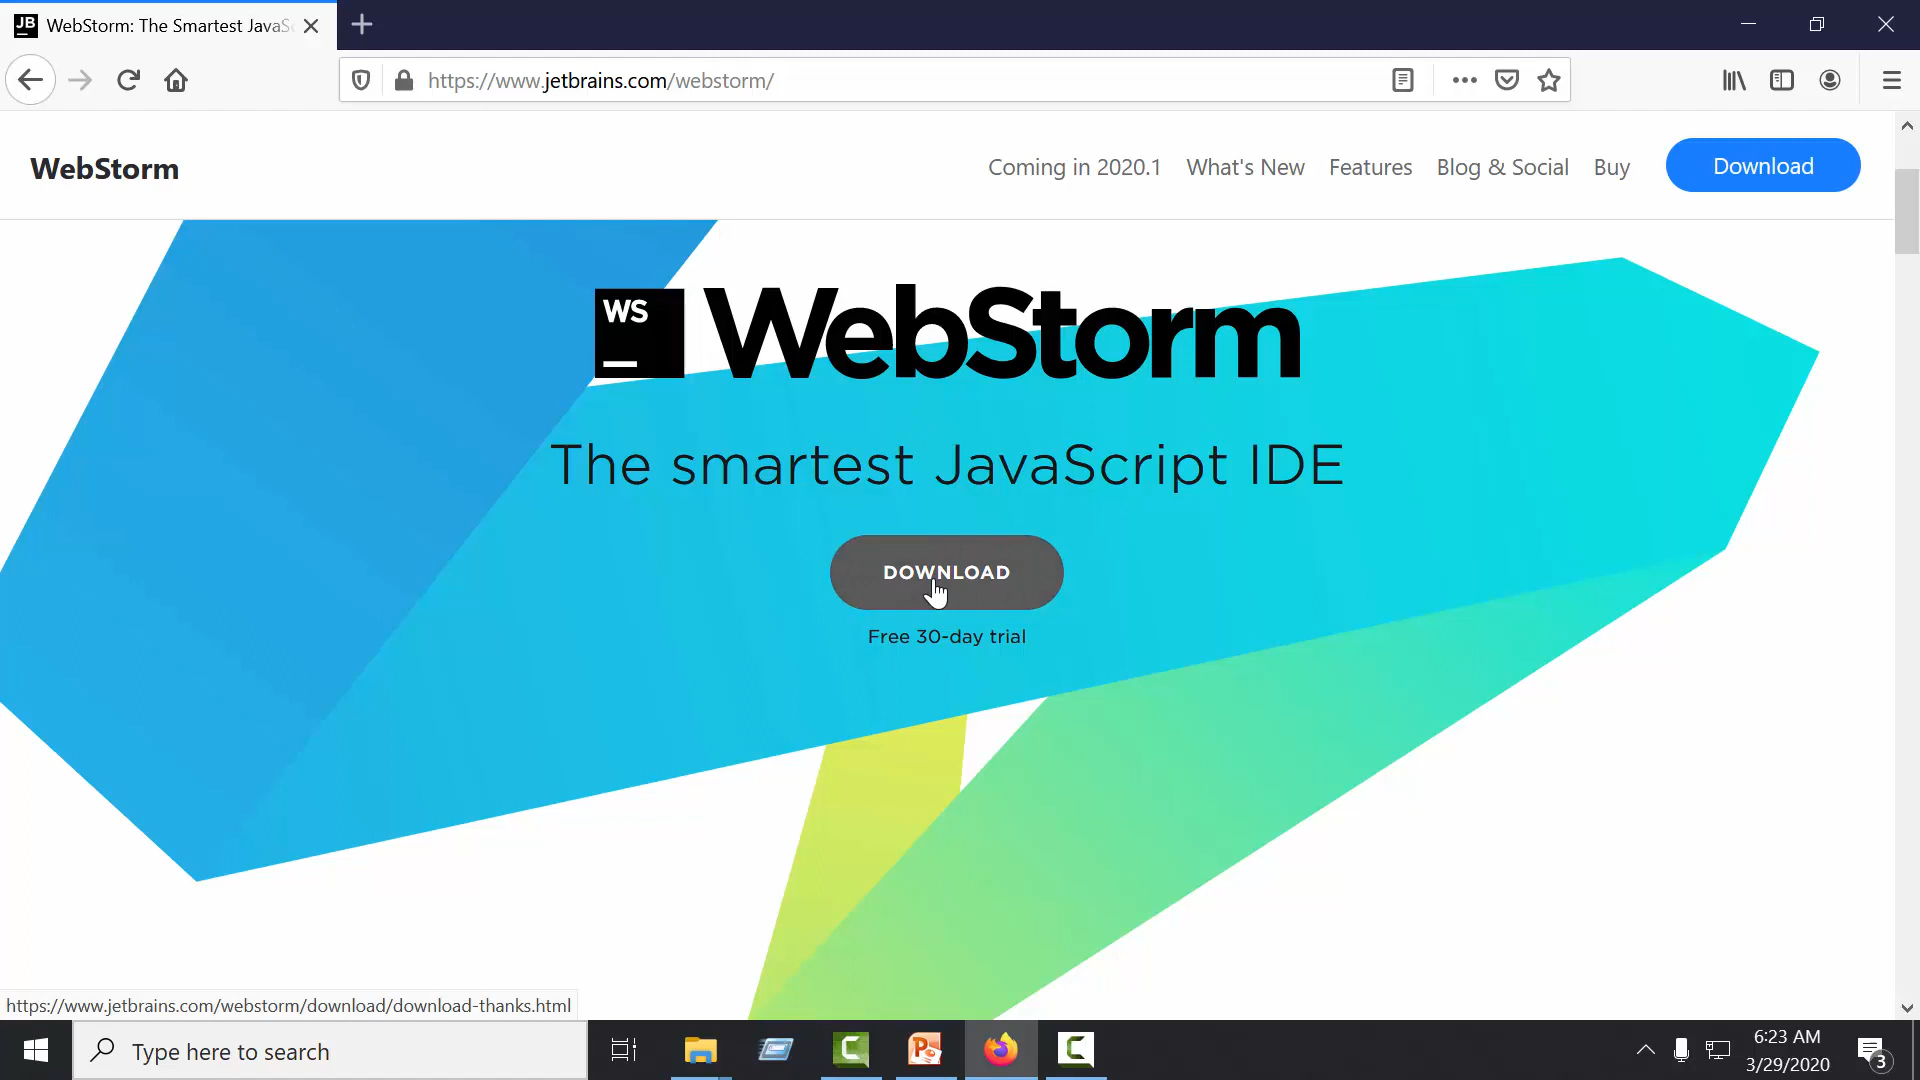 JB WebStorm: The Smartest JavaS
https://www.jetbrains.com/webstorm/
WebStorm
Coming in 2020.1 What's New Features Blog & Social Buy Download
WS WebStorm
The smartest JavaScript IDE
DOWNLOAD
Free 30-day trial
https://www.jetbrains.com/webstorm/download/download-thanks.html
Type here to search
6:23 AM
3/29/2020
3